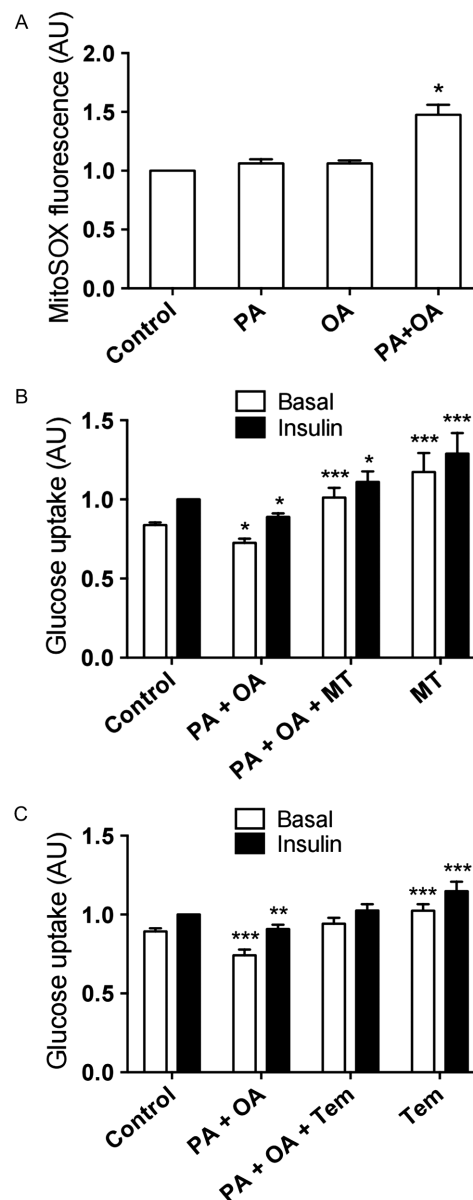 A
MitoSOX fluorescence (AU)
2.0
1.5
1.0
0.5
0.0
*
Control
PA
OA
PA+OA
B
Basal
Insulin
Glucose uptake (AU)
1.5
1.0
0.5
0.0
* * *** * *** ***
Control
PA + OA
PA + OA + MT
MT
C
Basal
Insulin
Glucose uptake (AU)
1.5
1.0
0.5
0.0
*** ** *** ***
Control
PA + OA
PA + OA + Tem
Tem